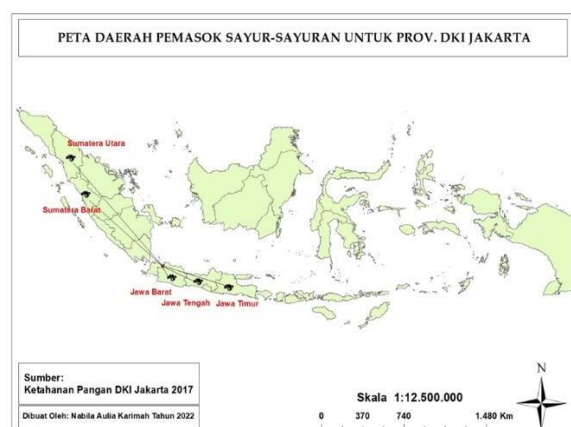 PETA DAERAH PEMASOK SAYUR-SAYURAN UNTUK PROV. DKI JAKARTA
Sumatera Utara
Sumatera Barat
Jawa Barat
Jawa Tengah
Jawa Timur
Sumber:
Ketahanan Pangan DKI Jakarta 2017
Dibuat Oleh: Nabila Aulia Karimah Tahun 2022
Skala 1:12.500.000
0 370 740 1.480 Km
N